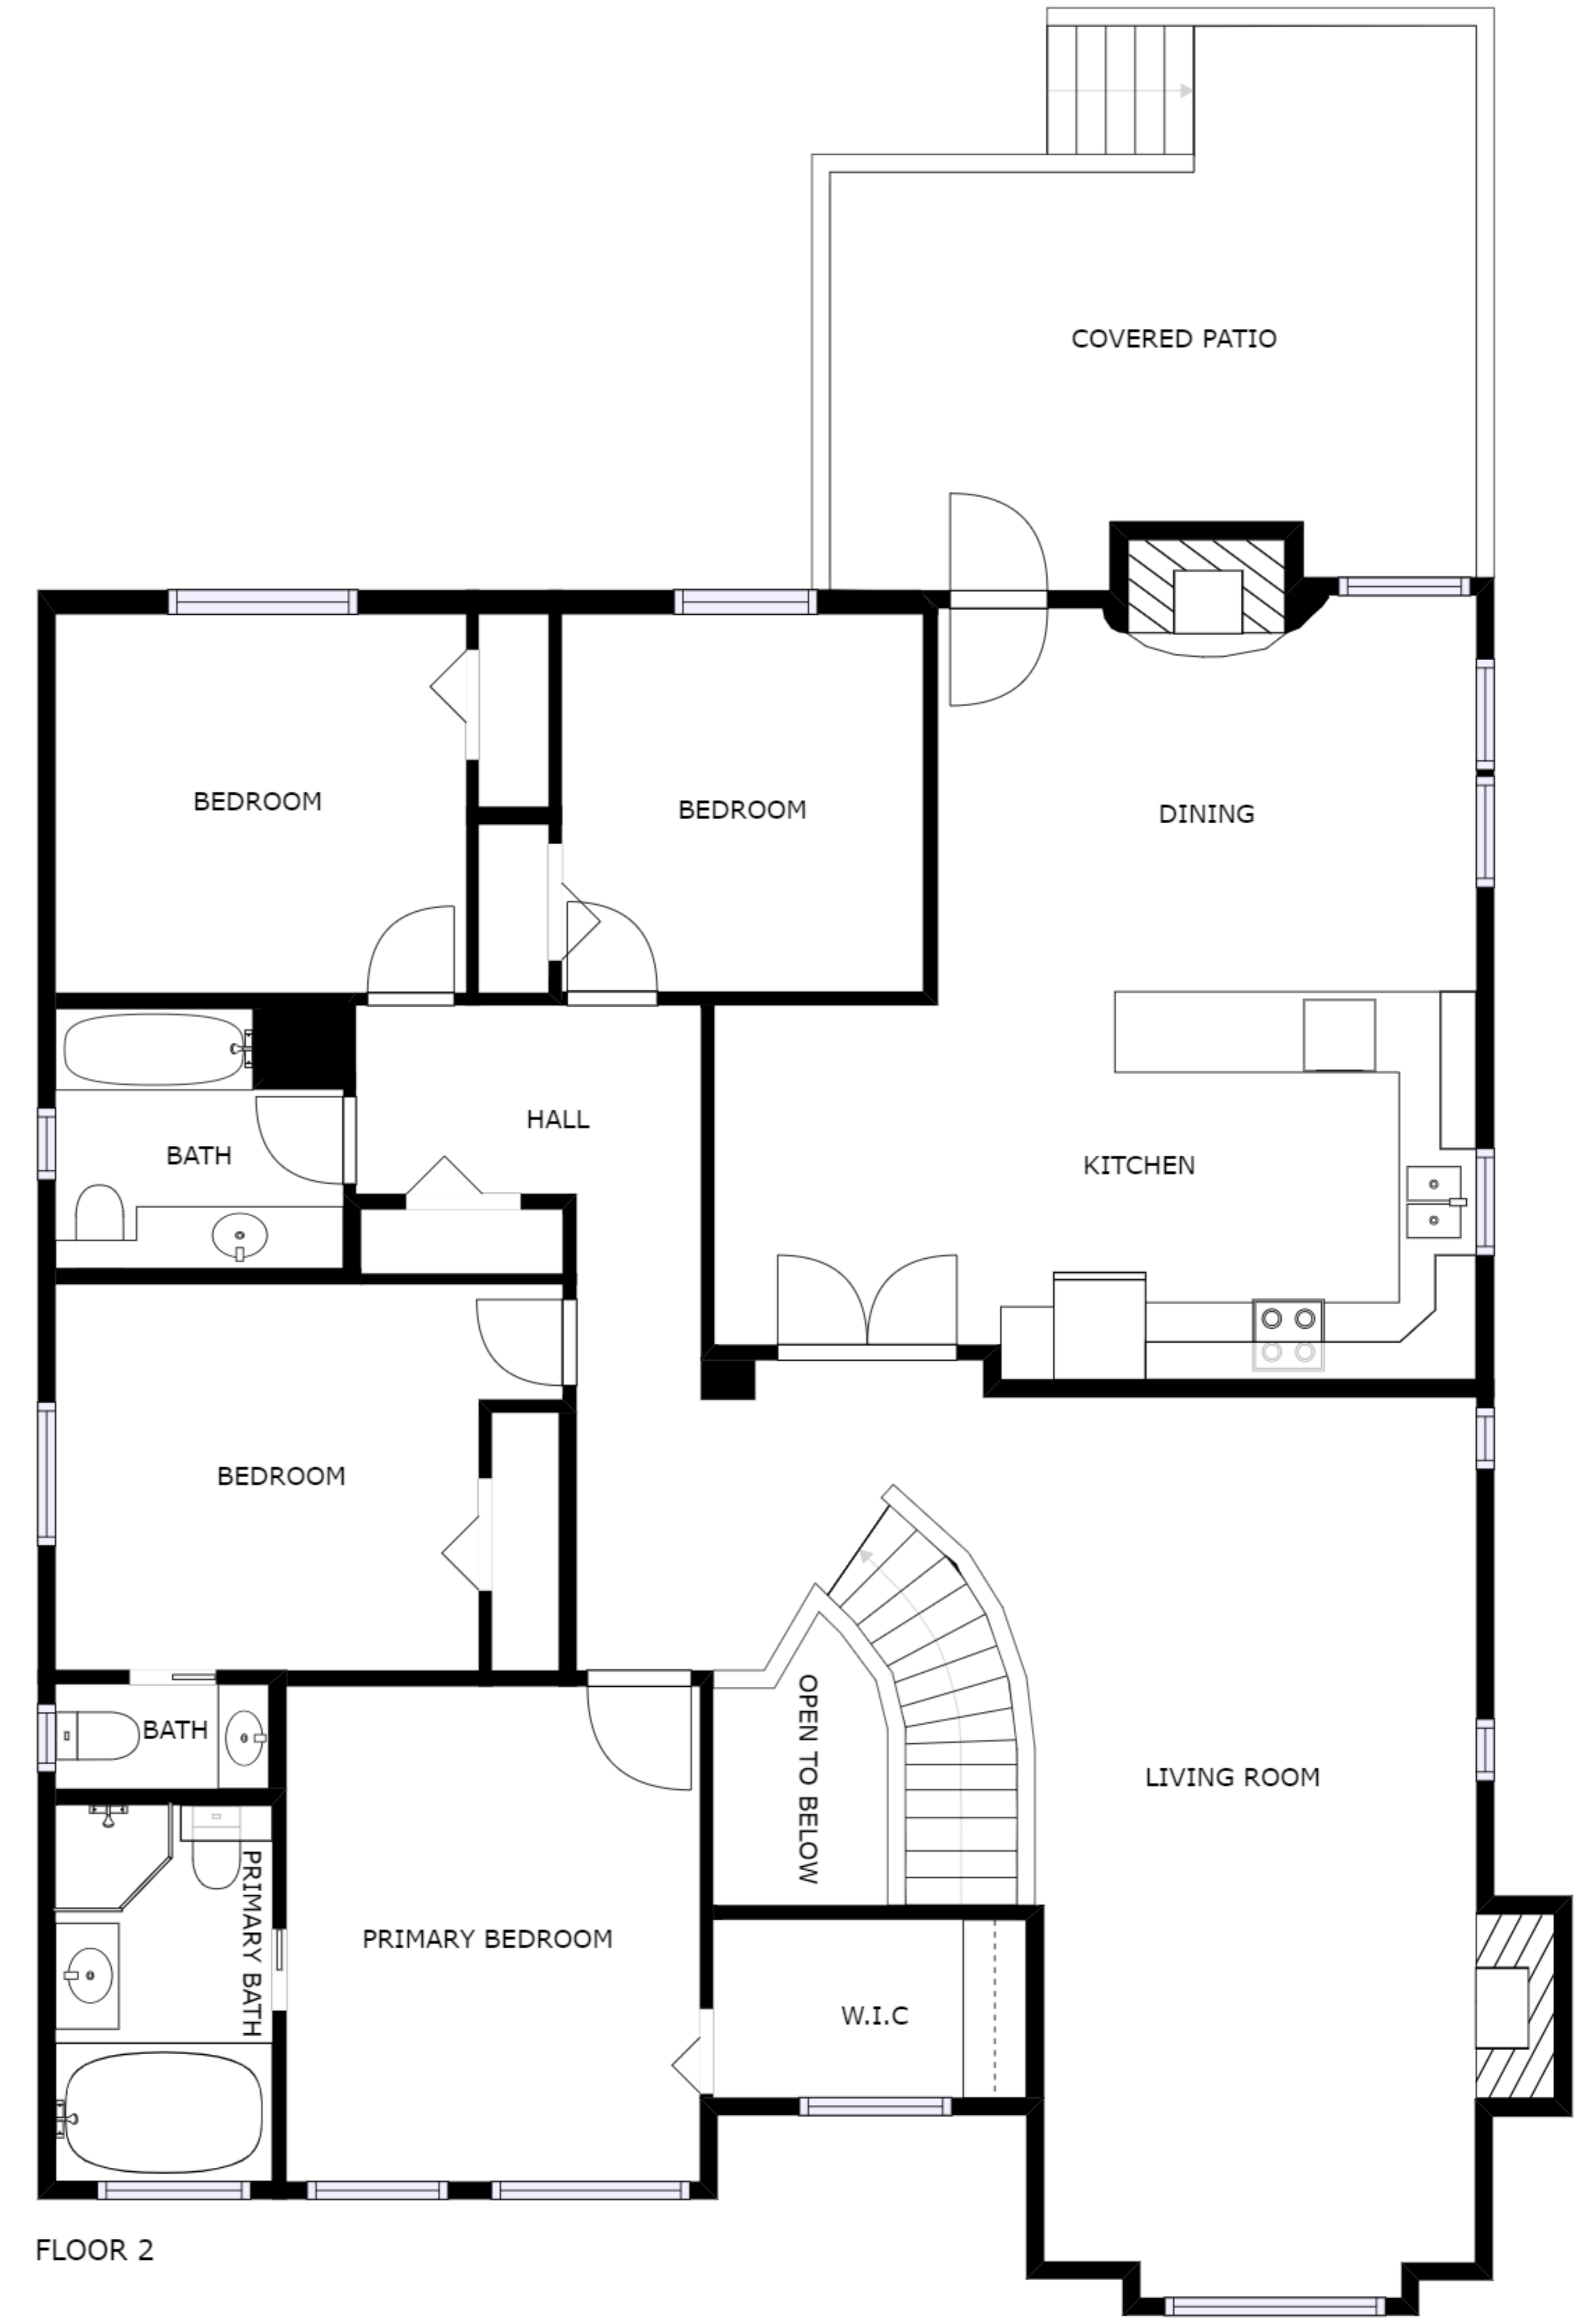 COVERED PATIO
BEDROOM
BEDROOM
DINING
HALL
BATH
KITCHEN
BEDROOM
BATH
OPEN TO BELOW
LIVING ROOM
PRIMARY BATH
PRIMARY BEDROOM
W.I.C
FLOOR 2